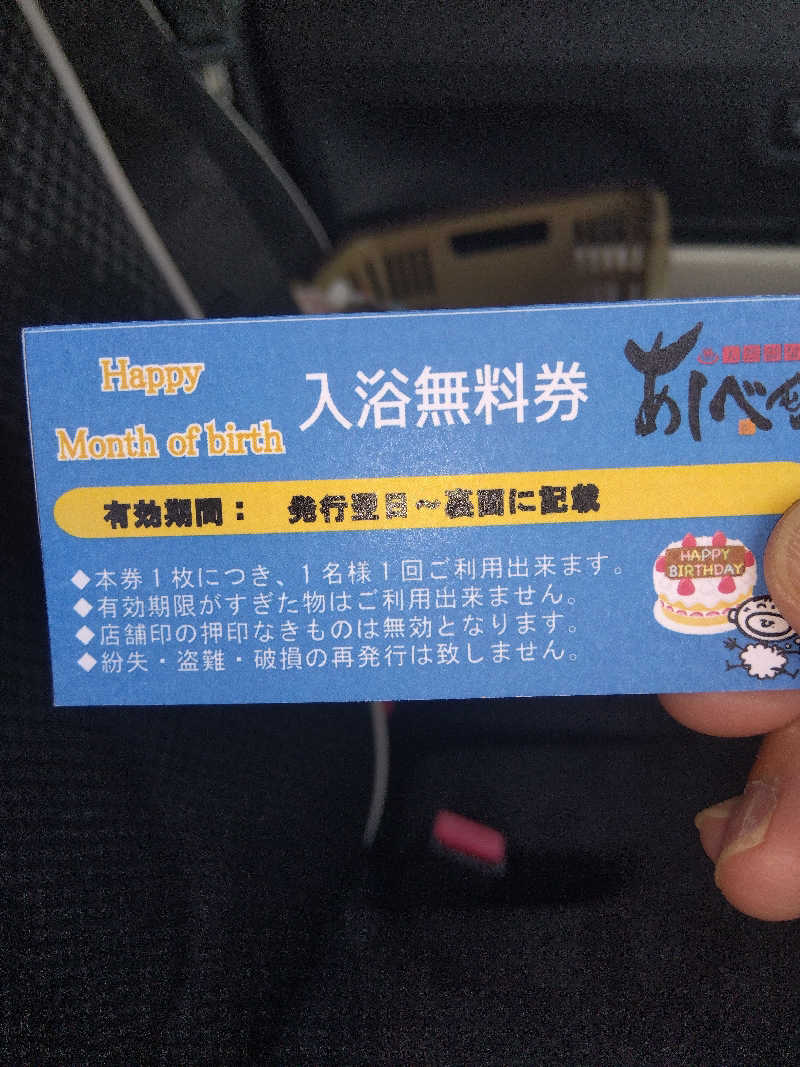 Happy
Month of birth
入浴無料券
あしべ
有効期間： 発行翌日～裏面に記載
◆本券１枚につき、１名様１回ご利用出来ます。
◆有効期限がすぎた物はご利用出来ません。
◆店舗印の押印なきものは無効となります。
◆紛失・盗難・破損の再発行は致しません。
HAPPY
BIRTHDAY